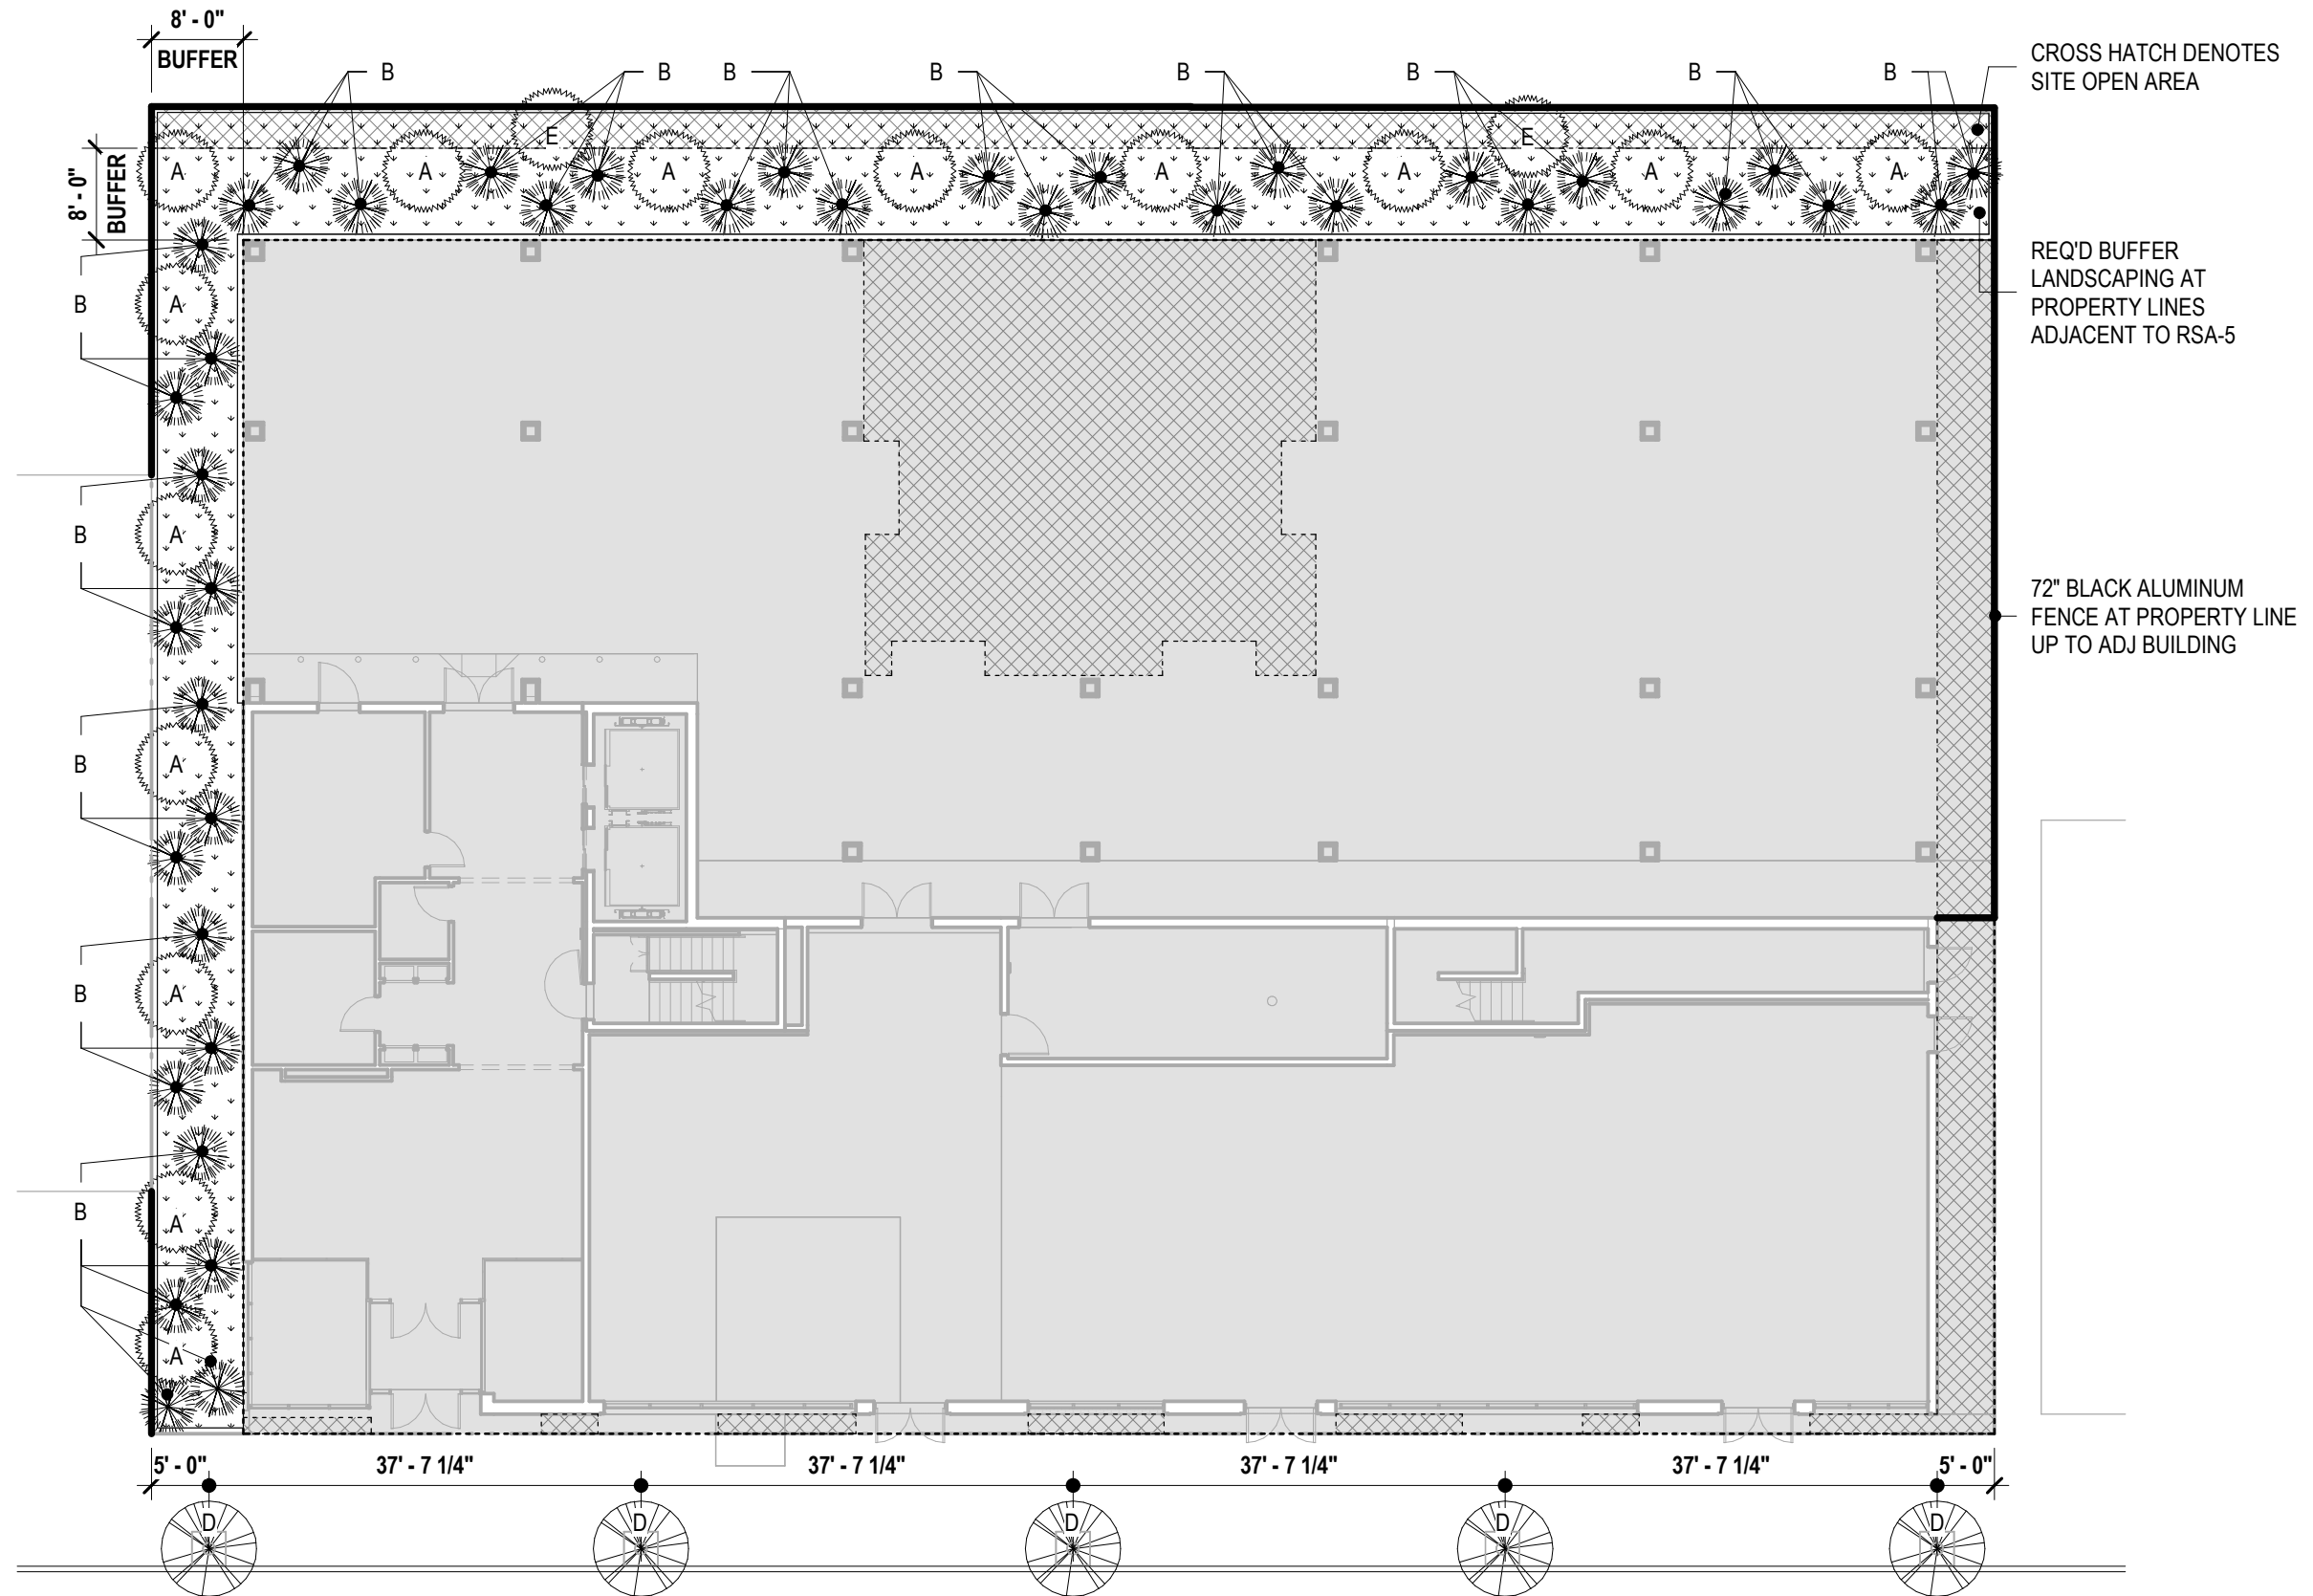 8' - 0"
BUFFER
B B B B B B B B
CROSS HATCH DENOTES
SITE OPEN AREA
E E
8' - 0"
BUFFER
A A A A A A A A
REQ'D BUFFER
LANDSCAPING AT
PROPERTY LINES
ADJACENT TO RSA-5
B A
B A
72" BLACK ALUMINUM
FENCE AT PROPERTY LINE
UP TO ADJ BUILDING
B A
B A
B A
A
5' - 0" 37' - 7 1/4" 37' - 7 1/4" 37' - 7 1/4" 37' - 7 1/4" 5' - 0"
D D D D D